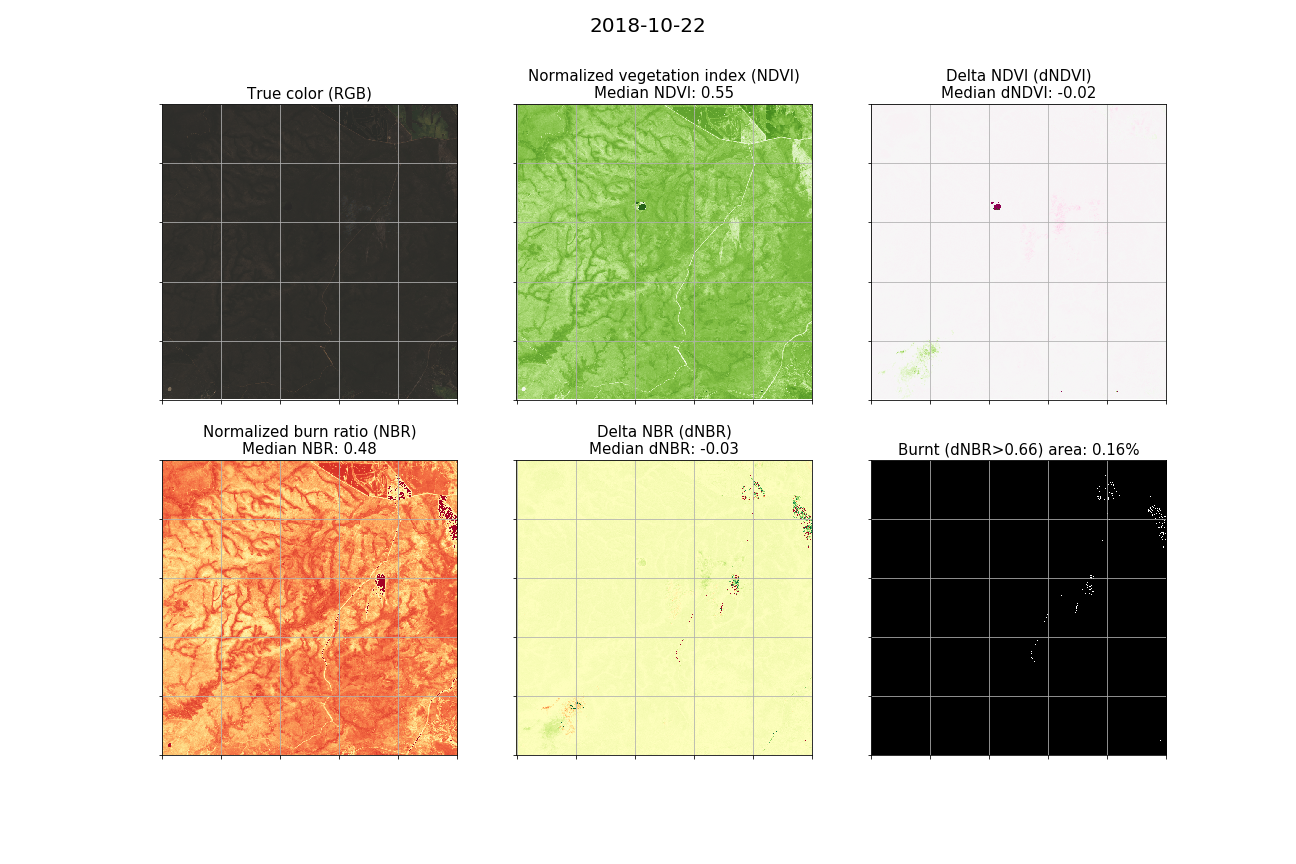 2018-10-22
True color (RGB)
Normalized vegetation index (NDVI)
Median NDVI: 0.55
Delta NDVI (dNDVI)
Median dNDVI: -0.02
Normalized burn ratio (NBR)
Median NBR: 0.48
Delta NBR (dNBR)
Median dNBR: -0.03
Burnt (dNBR>0.66) area: 0.16%